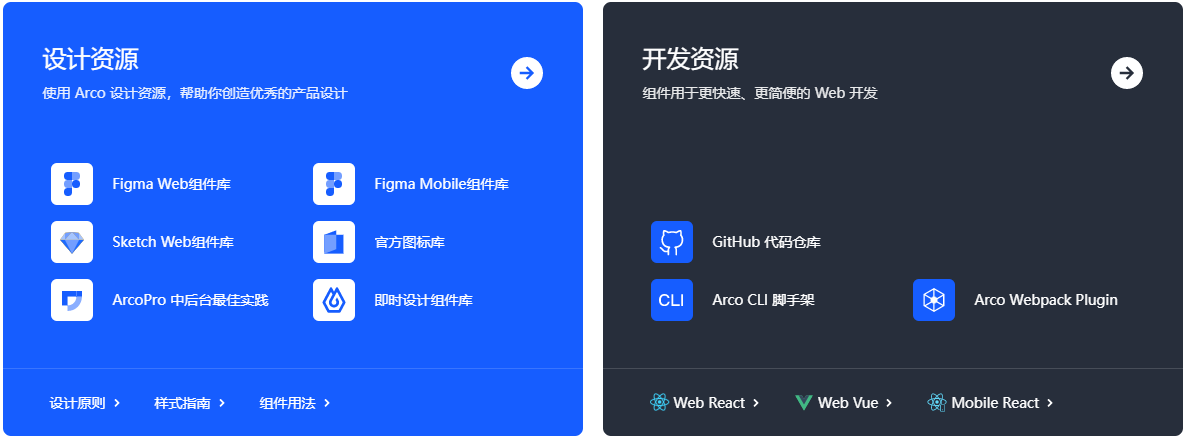 设计资源
使用 Arco 设计资源，帮助你创造优秀的产品设计
Figma Web组件库
Figma Mobile组件库
Sketch Web组件库
官方图标库
ArcoPro 中后台最佳实践
即时设计组件库
设计原则
样式指南
组件用法
开发资源
组件用于更快速、更简便的 Web 开发
GitHub 代码仓库
CLI
Arco CLI 脚手架
Arco Webpack Plugin
Web React
Web Vue
Mobile React